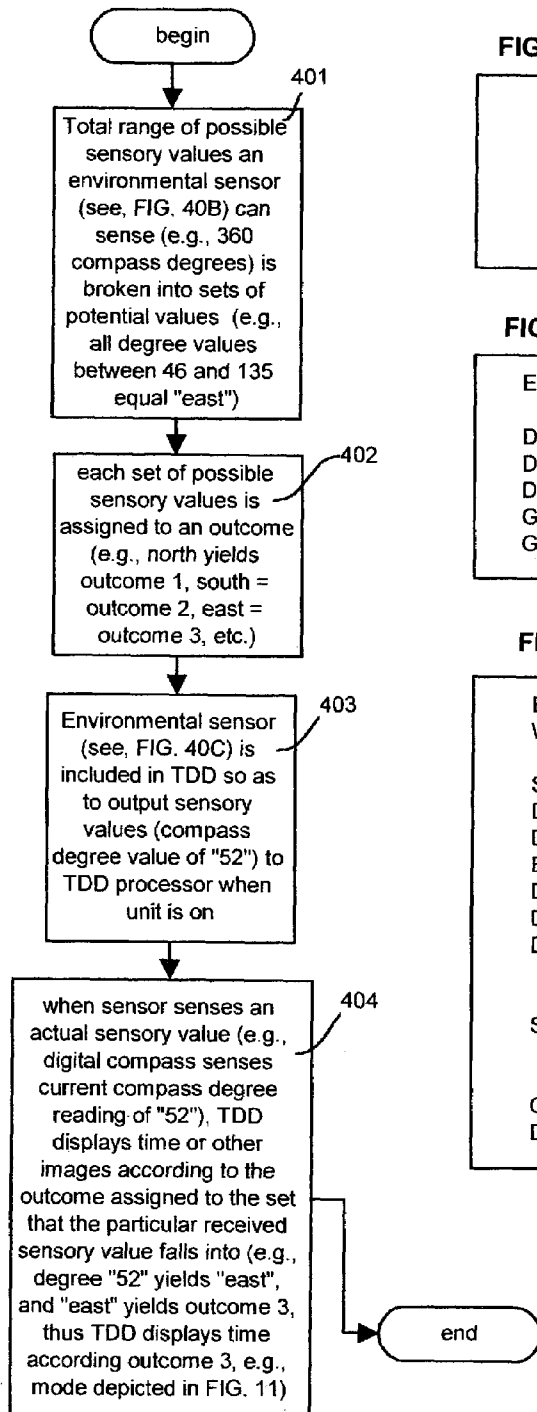 begin
401
Total range of possible
sensory values an
environmental sensor
(see, FIG. 40B) can
sense (e.g., 360
compass degrees) is
broken into sets of
potential values (e.g.,
all degree values
between 46 and 135
equal "east")
402
each set of possible
sensory values is
assigned to an outcome
(e.g., north yields
outcome 1, south =
outcome 2, east =
outcome 3, etc.)
403
Environmental sensor
(see, FIG. 40C) is
included in TDD so as
to output sensory
values (compass
degree value of "52") to
TDD processor when
unit is on
404
when sensor senses an
actual sensory value (e.g.,
digital compass senses
current compass degree
reading of "52"), TDD
displays time or other
images according to the
outcome assigned to the set
that the particular received
sensory value falls into (e.g.,
degree "52" yields "east",
and "east" yields outcome 3,
thus TDD displays time
according outcome 3, e.g.,
mode depicted in FIG. 11)
end
FIG
FIG
E
D
D
D
G
G
S
D
D
D
D
D
S
D